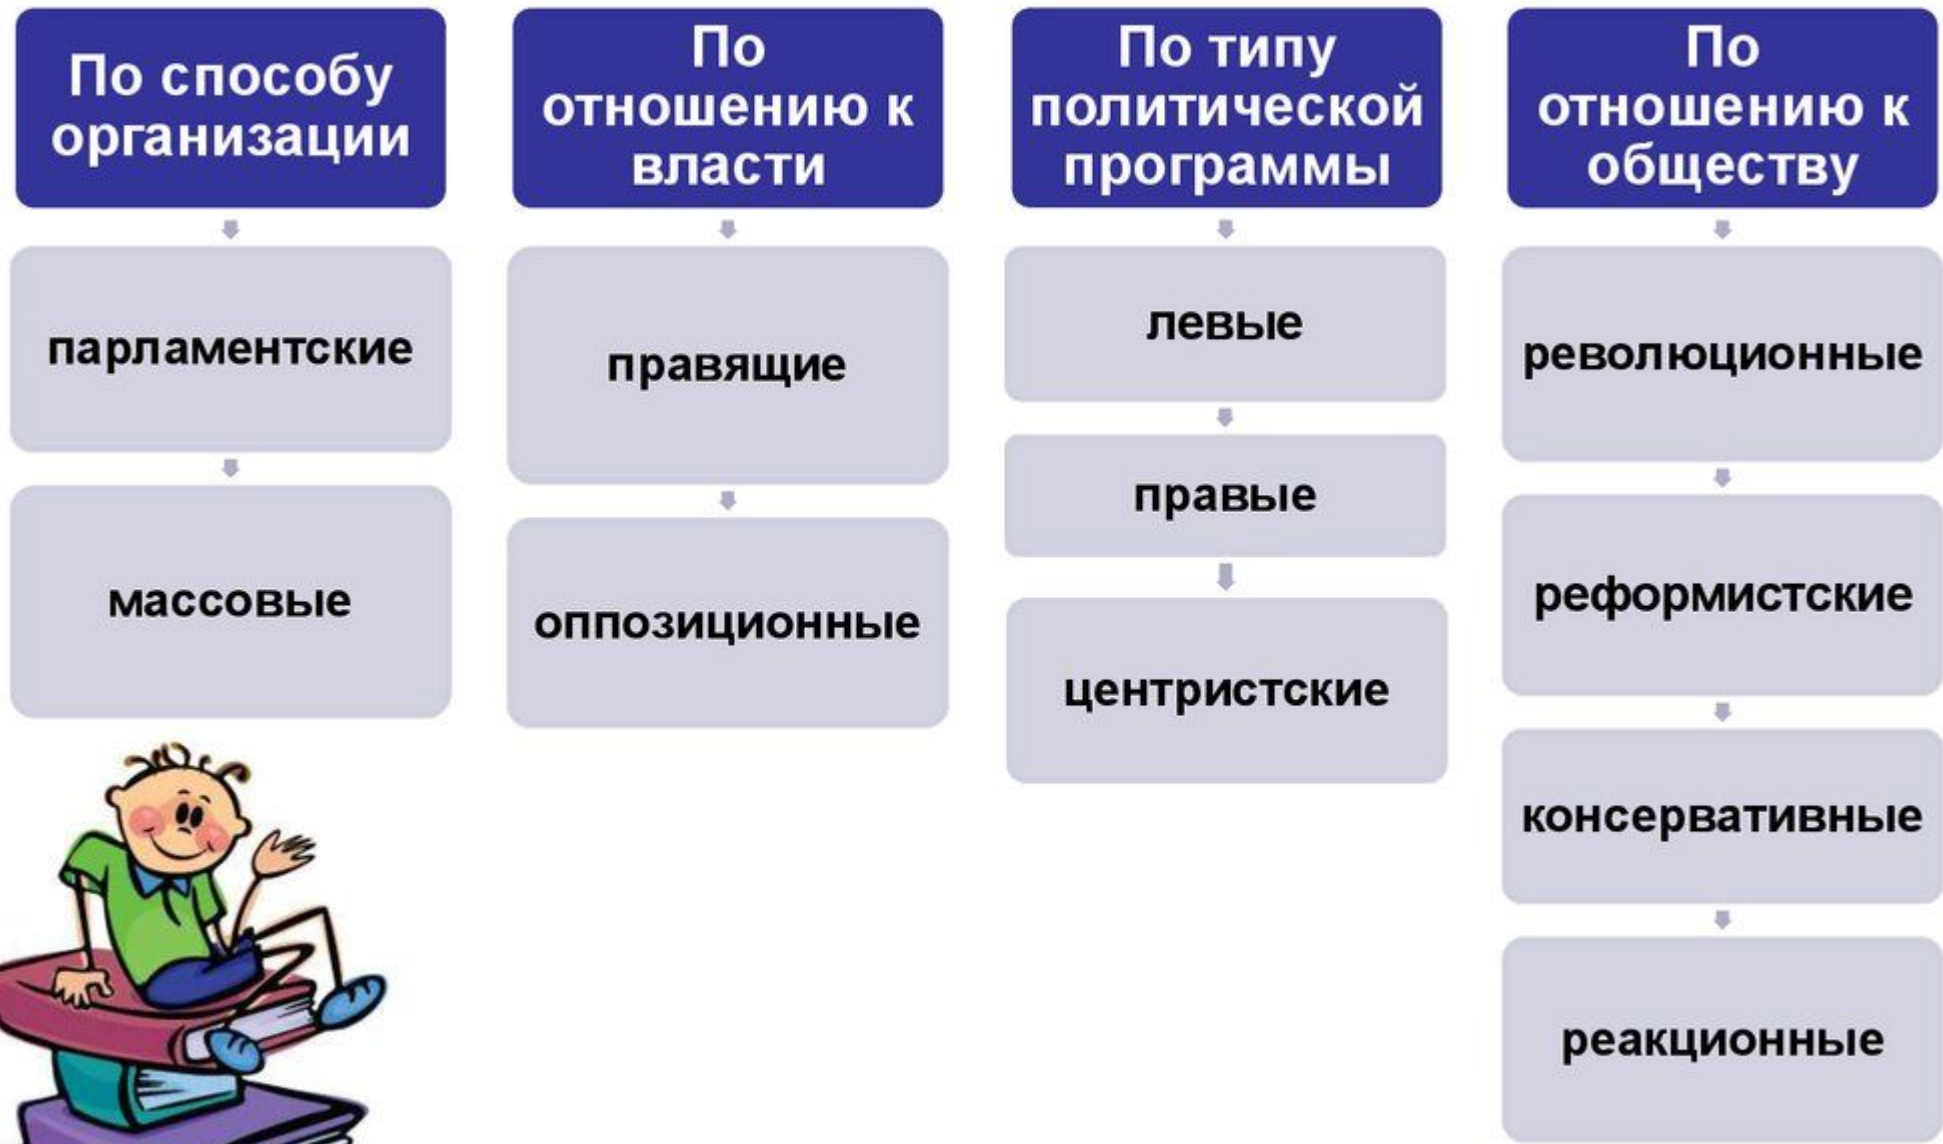 По способу
организации
парламентские
массовые
По
отношению к
власти
правящие
оппозиционные
По типу
политической
программы
левые
правые
центристские
По
отношению к
обществу
революционные
реформистские
консервативные
реакционные